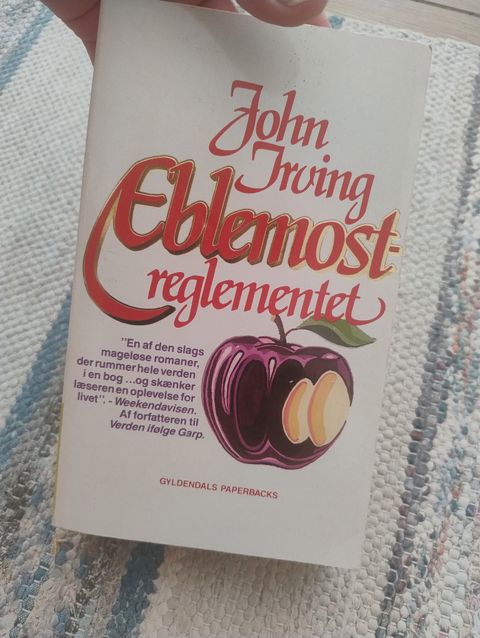 John
Irving
Æblemost-
reglementet
"En af den slags
mageløse romaner,
der rummer hele verden
i en bog ...og skænker
læseren en oplevelse for
livet". - Weekendavisen.
Af forfatteren til
Verden ifølge Garp.
GYLDENDALS PAPERBACKS